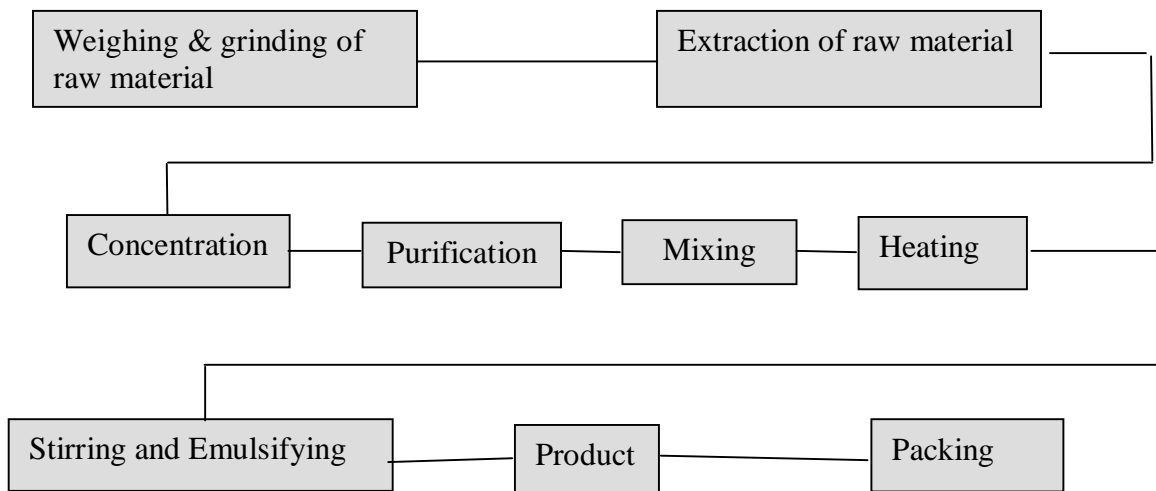 Weighing & grinding of
raw material
Extraction of raw material
Concentration
Purification
Mixing
Heating
Stirring and Emulsifying
Product
Packing